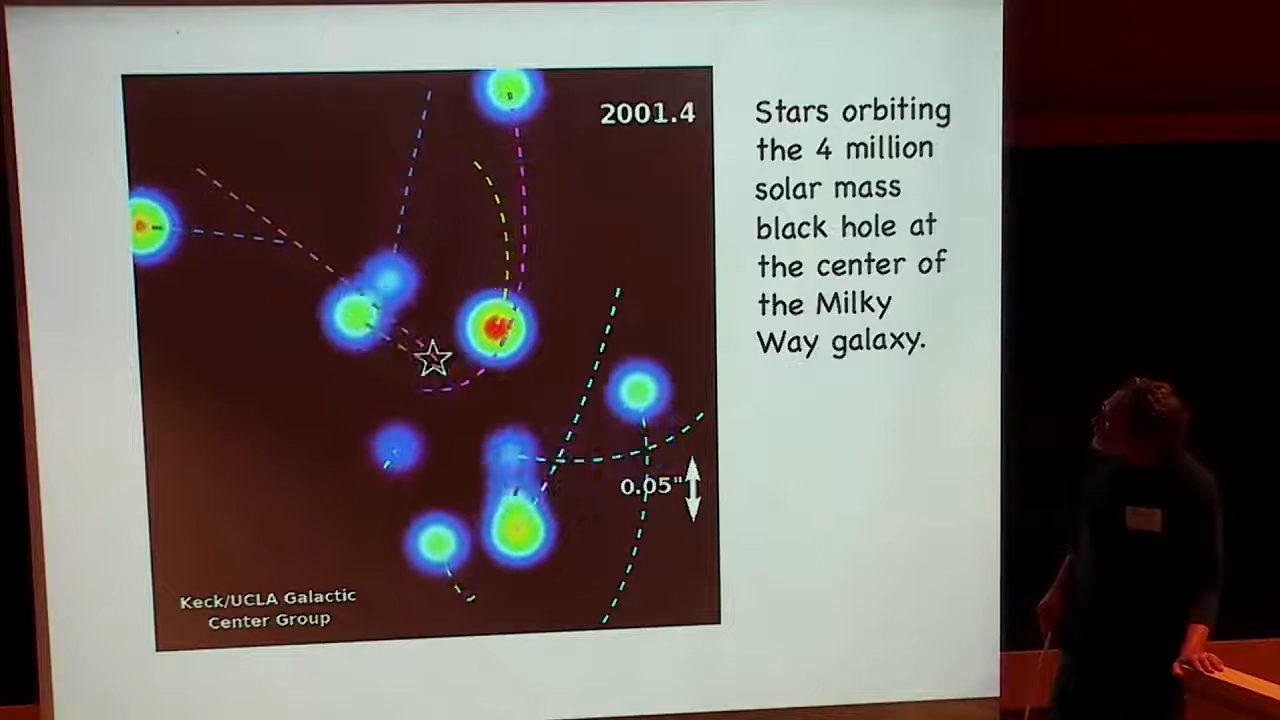 2001.4
Stars orbiting
the 4 million
solar mass
black hole at
the center of
the Milky
Way galaxy.
0.05"
Keck/UCLA Galactic
Center Group